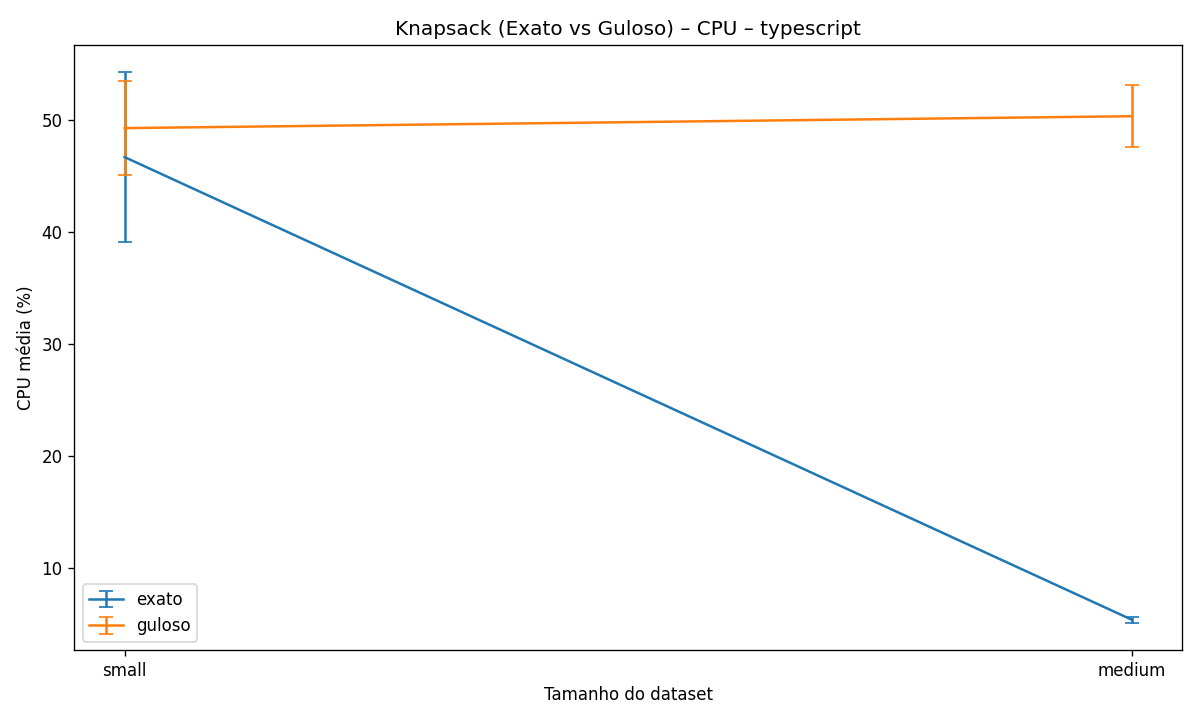 Knapsack (Exato vs Guloso) – CPU – typescript
CPU média (%)
50
40
30
20
10
exato
guloso
small
medium
Tamanho do dataset